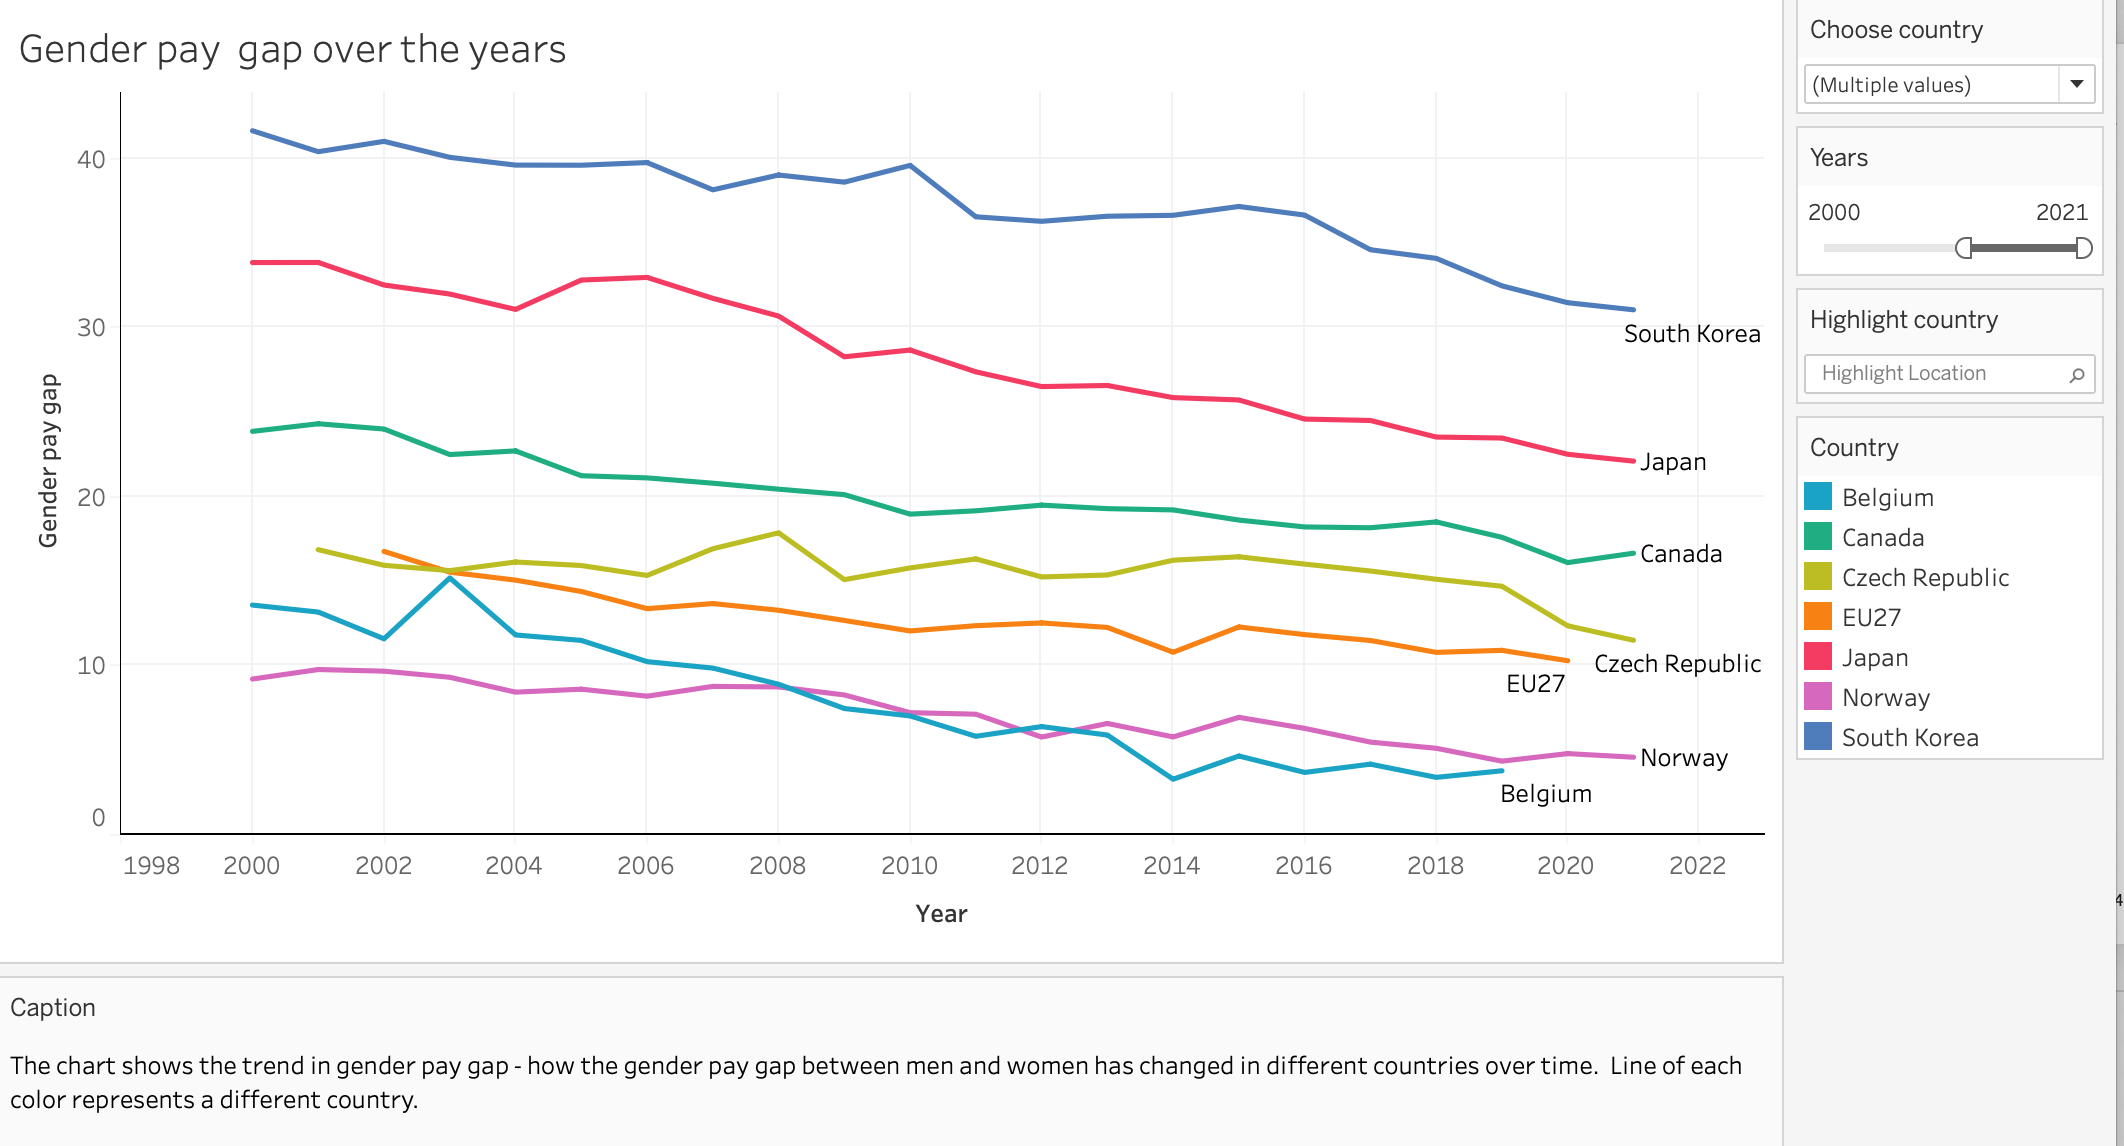 Gender pay  gap over the years
40
30
20
10
0
Gender pay gap
1998 2000 2002 2004 2006 2008 2010 2012 2014 2016 2018 2020 2022
Year
South Korea
Japan
Canada
Czech Republic
EU27
Norway
Belgium
Caption
The chart shows the trend in gender pay gap - how the gender pay gap between men and women has changed in different countries over time.  Line of each
color represents a different country.
Choose country
(Multiple values)
Years
2000 2021
Highlight country
Highlight Location
Country
Belgium
Canada
Czech Republic
EU27
Japan
Norway
South Korea
4